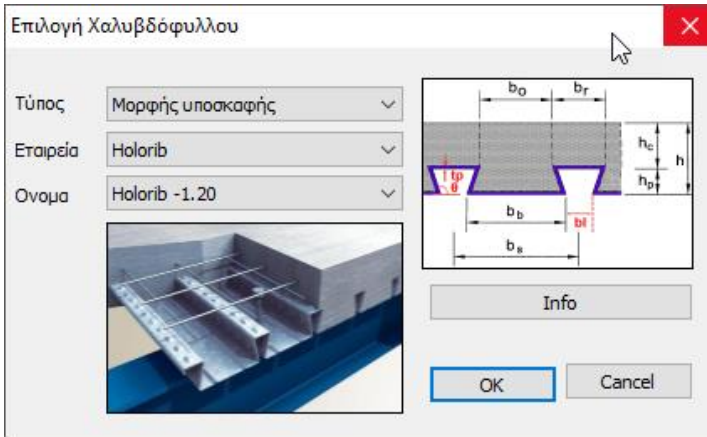 Επιλογή Χαλυβδόφυλλου
Τύπος
Μορφής υποσκαφής
Εταιρεία
Holorib
Ονομα
Holorib -1.20
bo
br
hc
h
tp
θ
hp
bb
bl
bs
Info
OK
Cancel